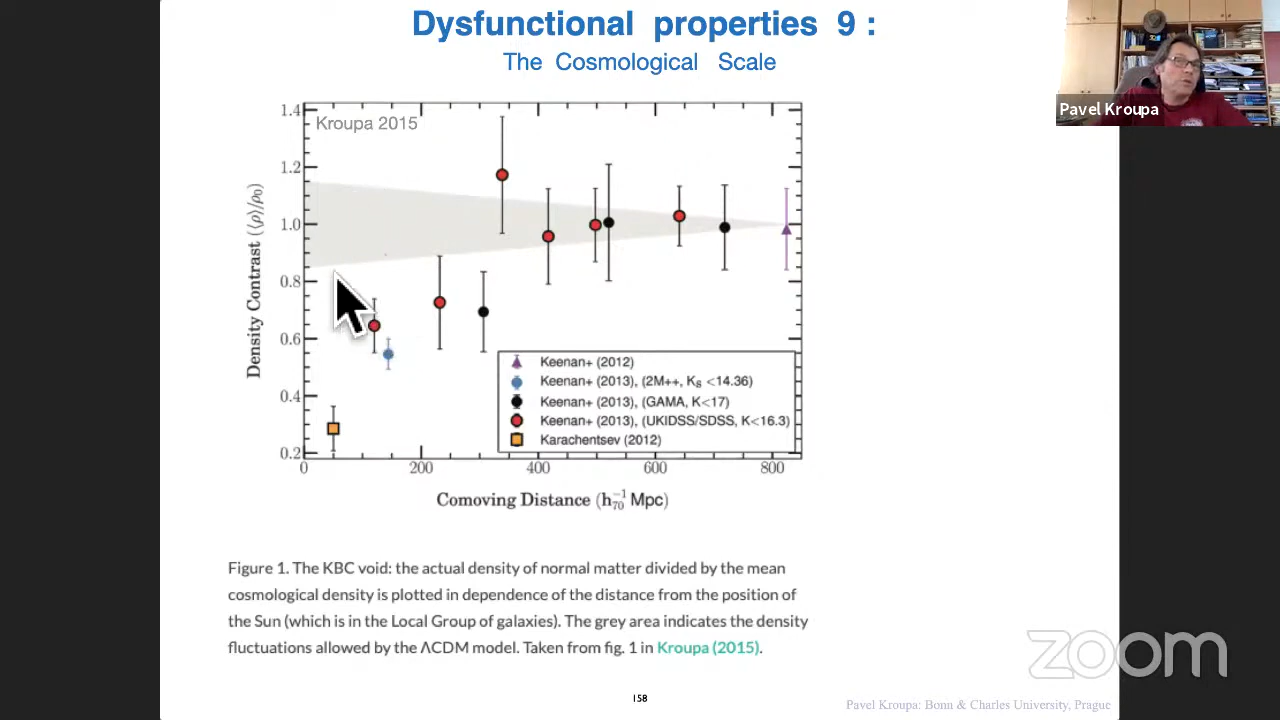 Dysfunctional properties 9 :
The Cosmological Scale
Pavel Kroupa
Kroupa 2015
1.4
1.2
1.0
0.8
0.6
0.4
0.2
Density Contrast (⟨ρ⟩/ρ0)
Keenan+ (2012)
Keenan+ (2013), (2M++, Ks <14.36)
Keenan+ (2013), (GAMA, K<17)
Keenan+ (2013), (UKIDSS/SDSS, K<16.3)
Karachentsev (2012)
0 200 400 600 800
Comoving Distance (h70^-1 Mpc)
Figure 1. The KBC void: the actual density of normal matter divided by the mean
cosmological density is plotted in dependence of the distance from the position of
the Sun (which is in the Local Group of galaxies). The grey area indicates the density
fluctuations allowed by the ΛCDM model. Taken from fig. 1 in Kroupa (2015).
zoom
158
Pavel Kroupa: Bonn & Charles University, Prague